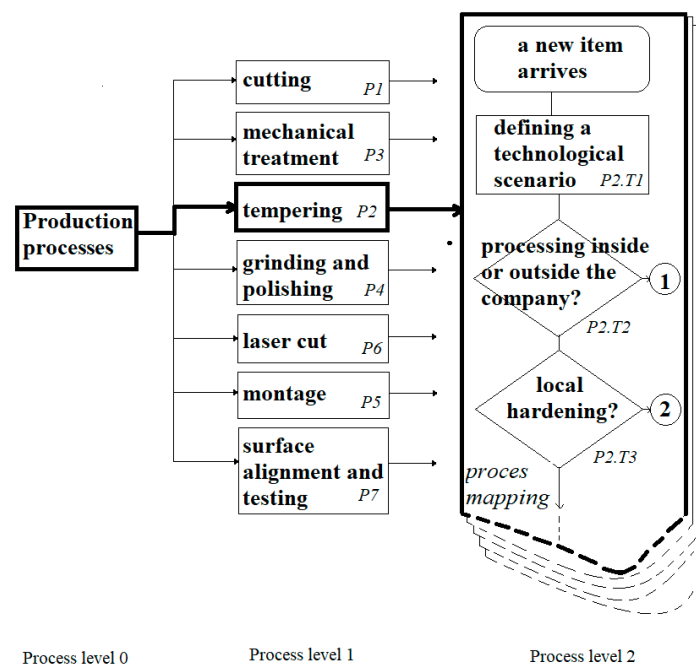 Production
processes
cutting
P1
mechanical
treatment
P3
tempering
P2
grinding and
polishing
P4
laser cut
P6
montage
P5
surface
alignment and
testing
P7
a new item
arrives
defining a
technological
scenario
P2.T1
processing inside
or outside the
company?
1
P2.T2
local
hardening?
2
P2.T3
proces
mapping
Process level 0
Process level 1
Process level 2